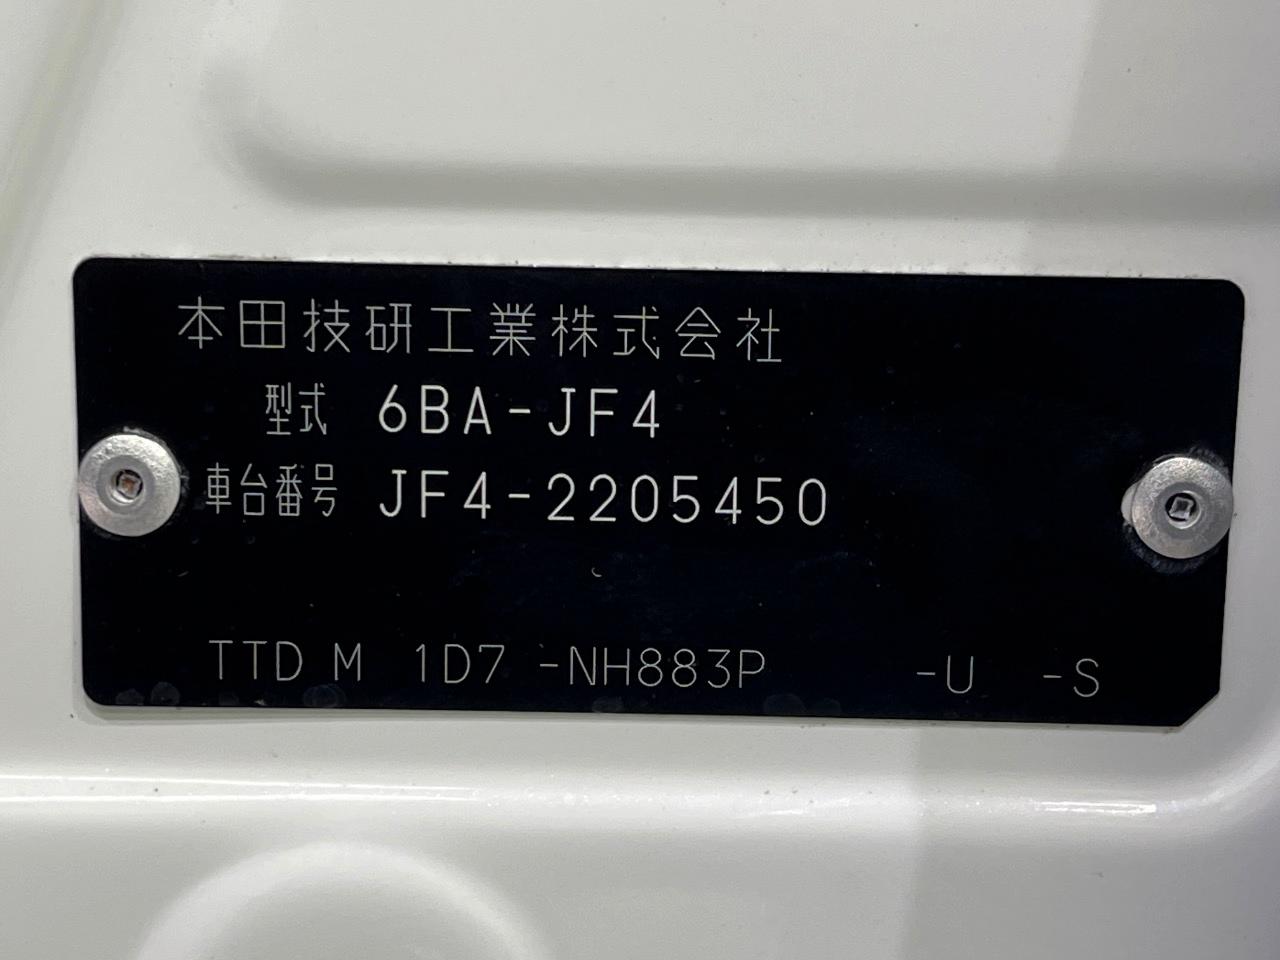 本田技研工業株式会社
型式 6BA-JF4
車台番号 JF4-2205450
TTD M 1D7 -NH883P -U -S